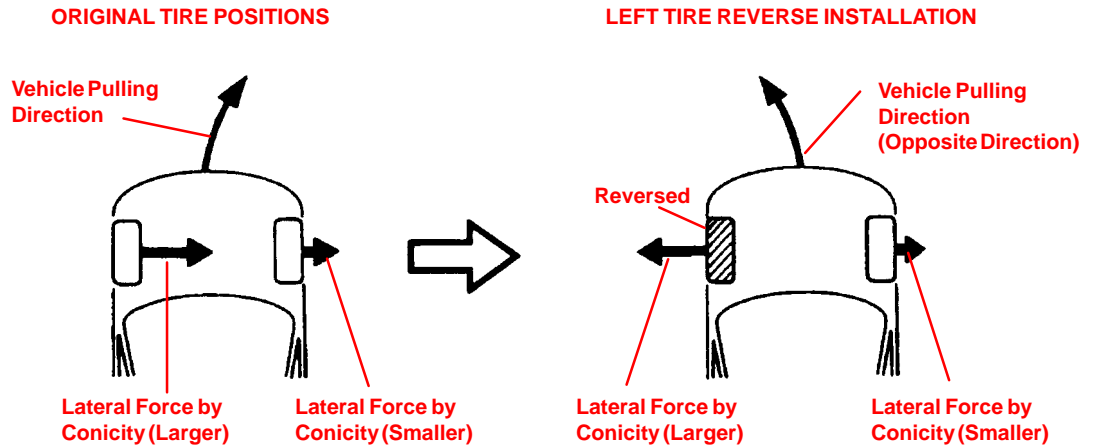 ORIGINAL TIRE POSITIONS
LEFT TIRE REVERSE INSTALLATION
Vehicle Pulling
Direction
Vehicle Pulling
Direction
(Opposite Direction)
Reversed
Lateral Force by
Conicity (Larger)
Lateral Force by
Conicity (Smaller)
Lateral Force by
Conicity (Larger)
Lateral Force by
Conicity (Smaller)